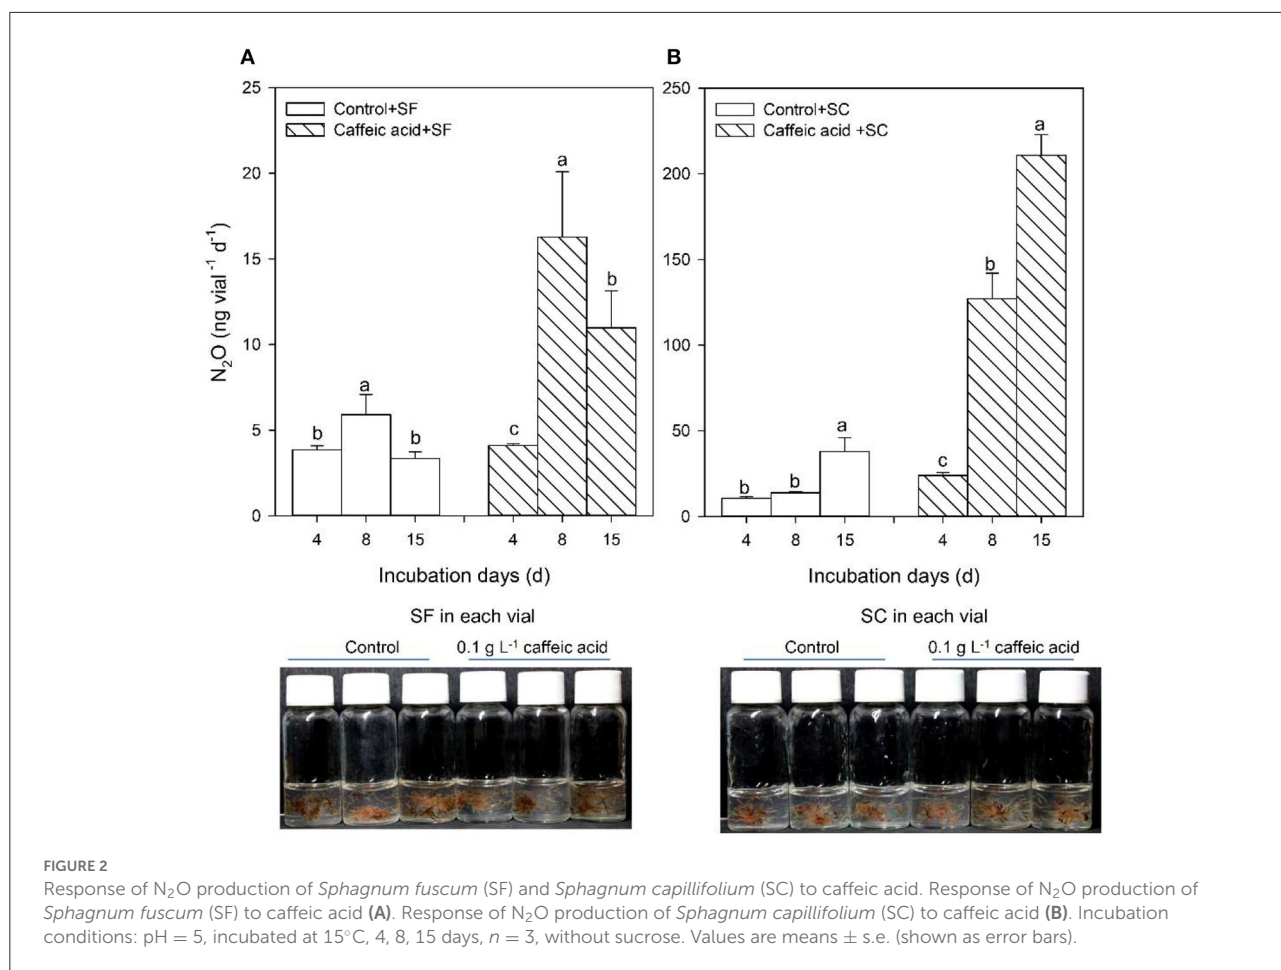 A
B
25
20
15
10
5
0
N₂O (ng vial⁻¹ d⁻¹)
Control+SF
Caffeic acid+SF
b
a
b
c
a
b
4 8 15 4 8 15
Incubation days (d)
250
200
150
100
50
0
Control+SC
Caffeic acid +SC
b
b
a
c
b
a
4 8 15 4 8 15
Incubation days (d)
SF in each vial
Control 0.1 g L⁻¹ caffeic acid
SC in each vial
Control 0.1 g L⁻¹ caffeic acid
FIGURE 2
Response of N₂O production of Sphagnum fuscum (SF) and Sphagnum capillifolium (SC) to caffeic acid. Response of N₂O production of
Sphagnum fuscum (SF) to caffeic acid (A). Response of N₂O production of Sphagnum capillifolium (SC) to caffeic acid (B). Incubation
conditions: pH = 5, incubated at 15°C, 4, 8, 15 days, n = 3, without sucrose. Values are means ± s.e. (shown as error bars).